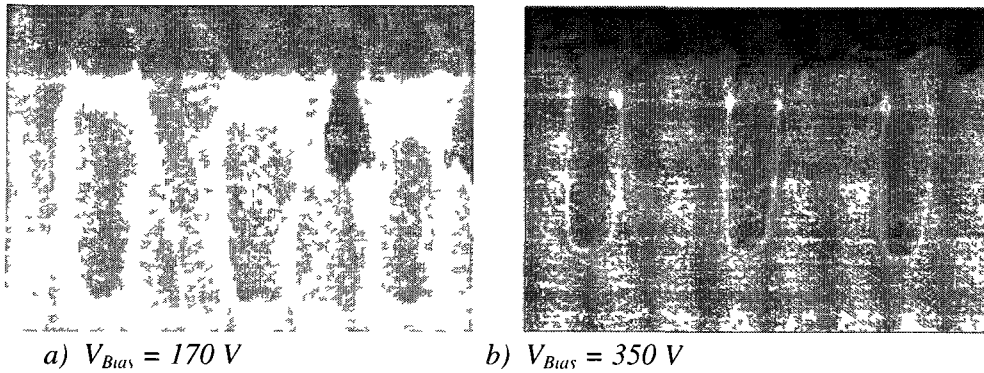 a) V_Bias = 170 V
b) V_Bias = 350 V